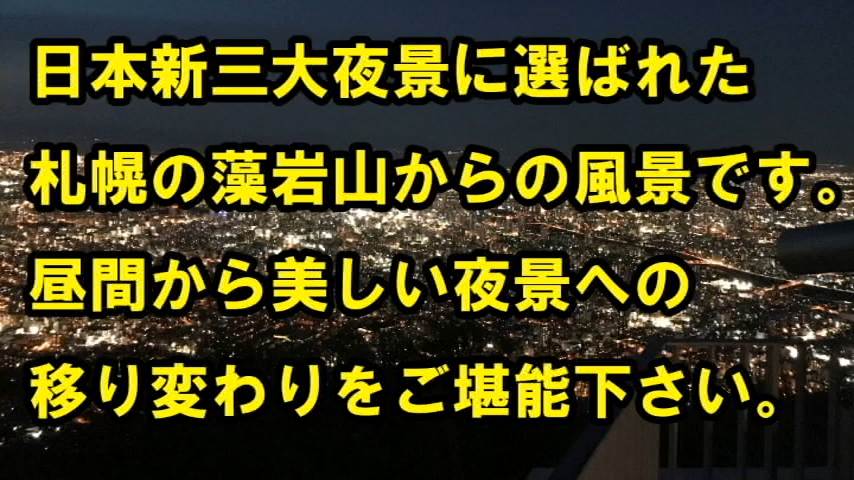 日本新三大夜景に選ばれた
札幌の藻岩山からの風景です。
昼間から美しい夜景への
移り変わりをご堪能下さい。